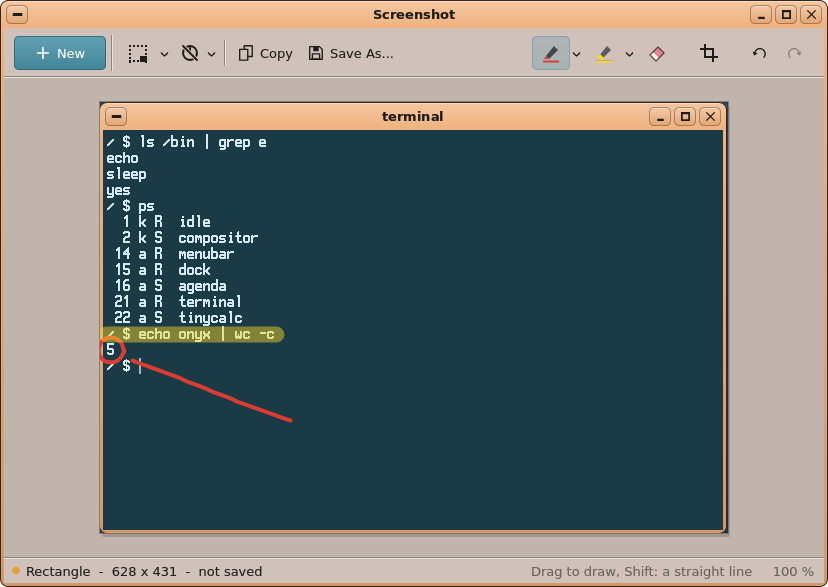 Screenshot
New
Copy
Save As...
terminal
/ $ ls /bin | grep e
echo
sleep
yes
/ $ ps
1 k R idle
2 k S compositor
14 a R menubar
15 a R dock
16 a S agenda
21 a R terminal
22 a S tinycalc
/ $ echo onyx | wc -c
5
/ $
Rectangle - 628 x 431 - not saved
Drag to draw, Shift: a straight line 100 %